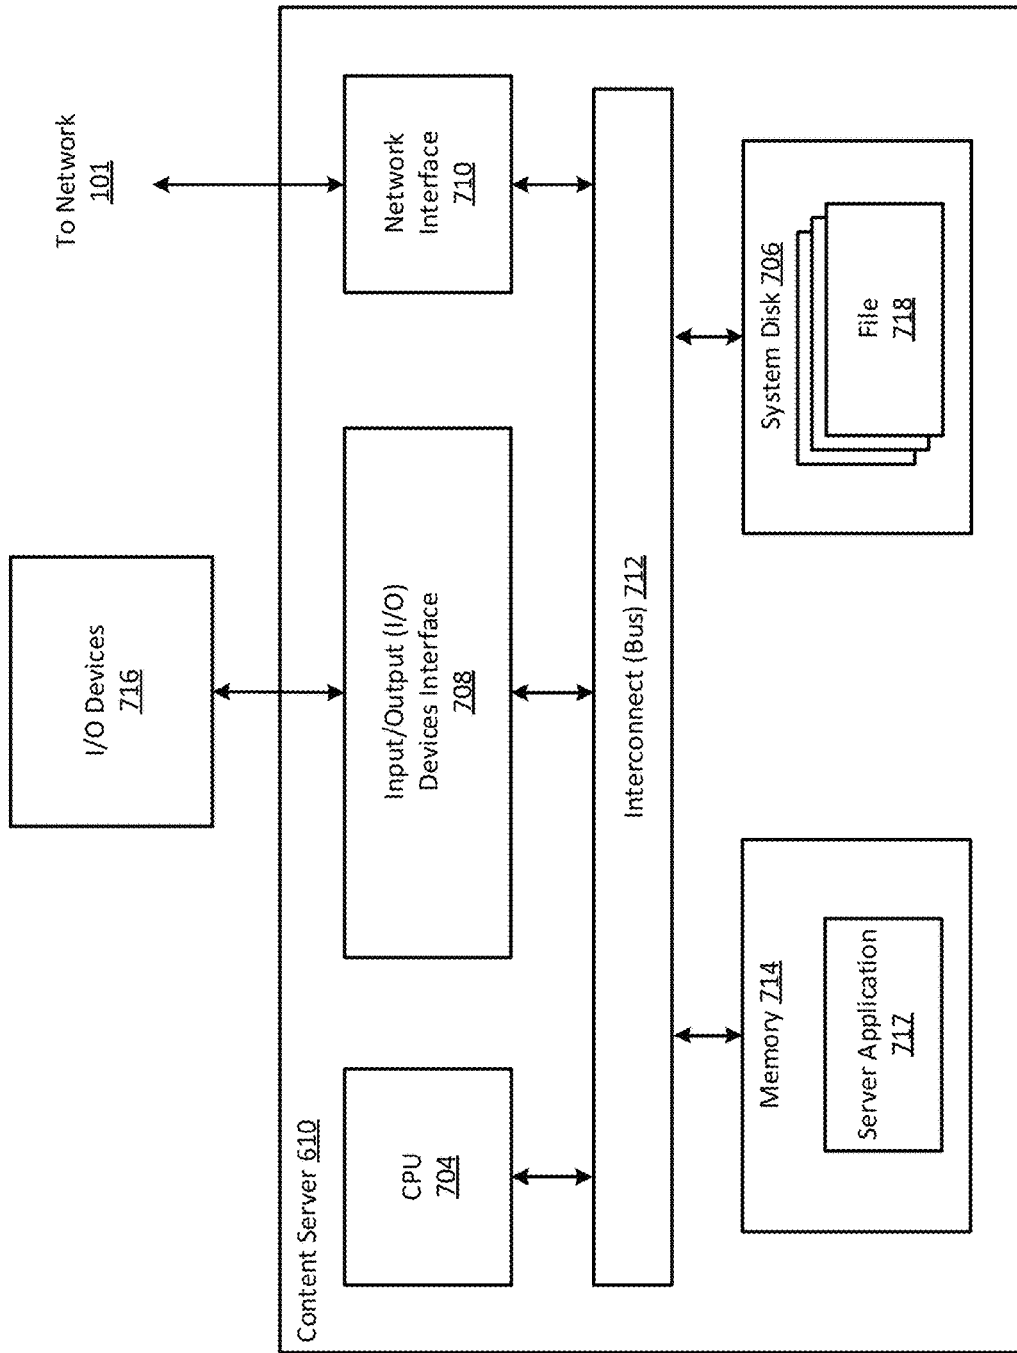 I/O Devices
716
To Network
101
Content Server 610
CPU
704
Input/Output (I/O)
Devices Interface
708
Network
Interface
710
Interconnect (Bus) 712
Memory 714
Server Application
717
System Disk 706
File
718